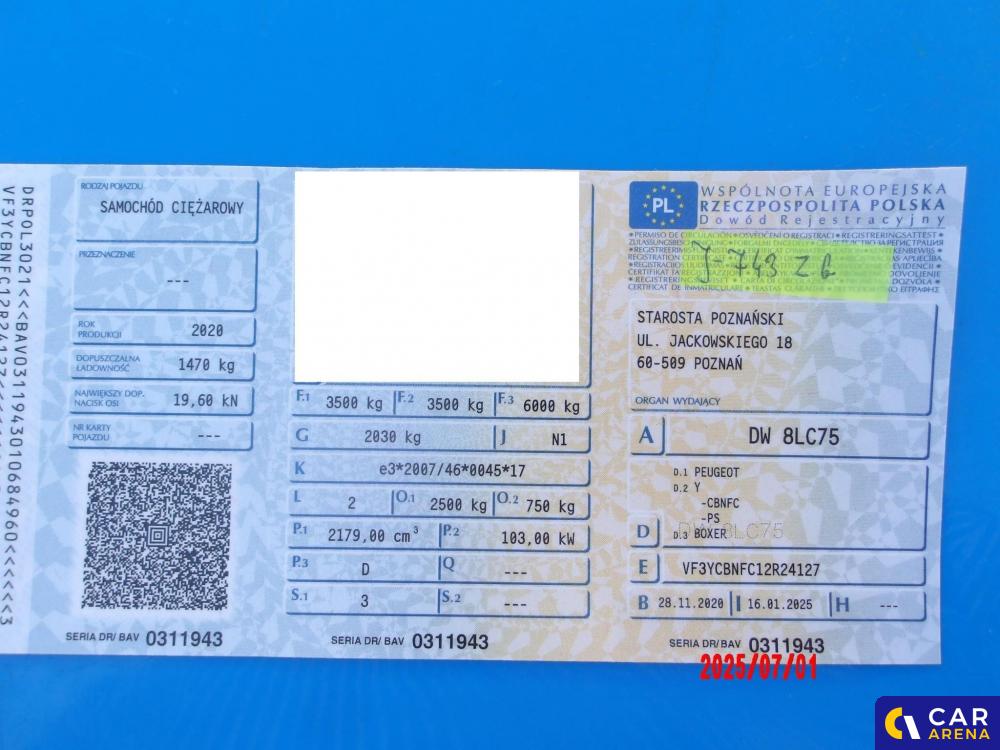 DRPOL3021<<BAV0311943010684960<<<<<3
RODZAJ POJAZDU
SAMOCHÓD CIĘŻAROWY
PRZEZNACZENIE
---
ROK PRODUKCJI
2020
DOPUSZCZALNA ŁADOWNOŚĆ
1470 kg
NAJWIĘKSZY DOP. NACISK OSI
19,60 kN
NR KARTY POJAZDU
---
SERIA DR/ BAV 0311943
F.1 3500 kg F.2 3500 kg F.3 6000 kg
G 2030 kg J N1
K e3*2007/46*0045*17
L 2 O.1 2500 kg O.2 750 kg
P.1 2179,00 cm³ P.2 103,00 kW
P.3 D Q ---
S.1 3 S.2 ---
SERIA DR/ BAV 0311943
PL
WSPÓLNOTA EUROPEJSKA
RZECZPOSPOLITA POLSKA
Dowód Rejestracyjny
J-743 ZG
STAROSTA POZNAŃSKI
UL. JACKOWSKIEGO 18
60-509 POZNAŃ
ORGAN WYDAJĄCY
A DW 8LC75
D.1 PEUGEOT
D.2 Y
-CBNFC
-PS
D D.3 BOXER
DW 8LC75
E VF3YCBNFC12R24127
B 28.11.2020 I 16.01.2025 H ---
SERIA DR/ BAV 0311943
2025/07/01
CAR
ARENA